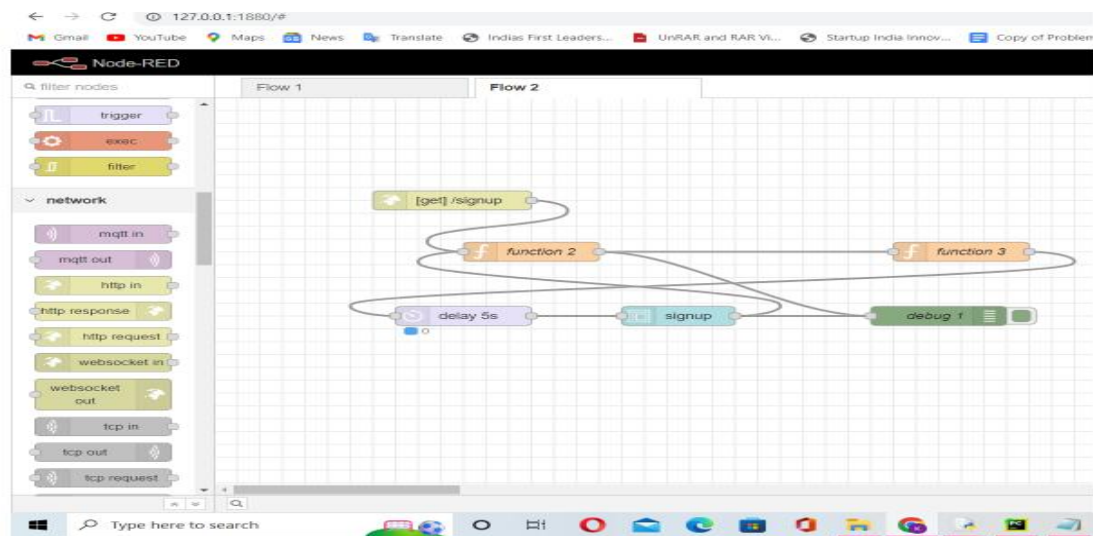 127.0.0.1:1880/#
Gmail YouTube Maps News Translate Indias First Leaders... UnRAR and RAR Vi... Startup India Innov... Copy of Problem
Node-RED
filter nodes
Flow 1 Flow 2
trigger
exec
filter
network
[get] /signup
mqtt in
function 2 function 3
mqtt out
http in
http response
delay 5s signup debug 1
0
http request
websocket in
websocket
out
tcp in
tcp out
tcp request
Type here to search